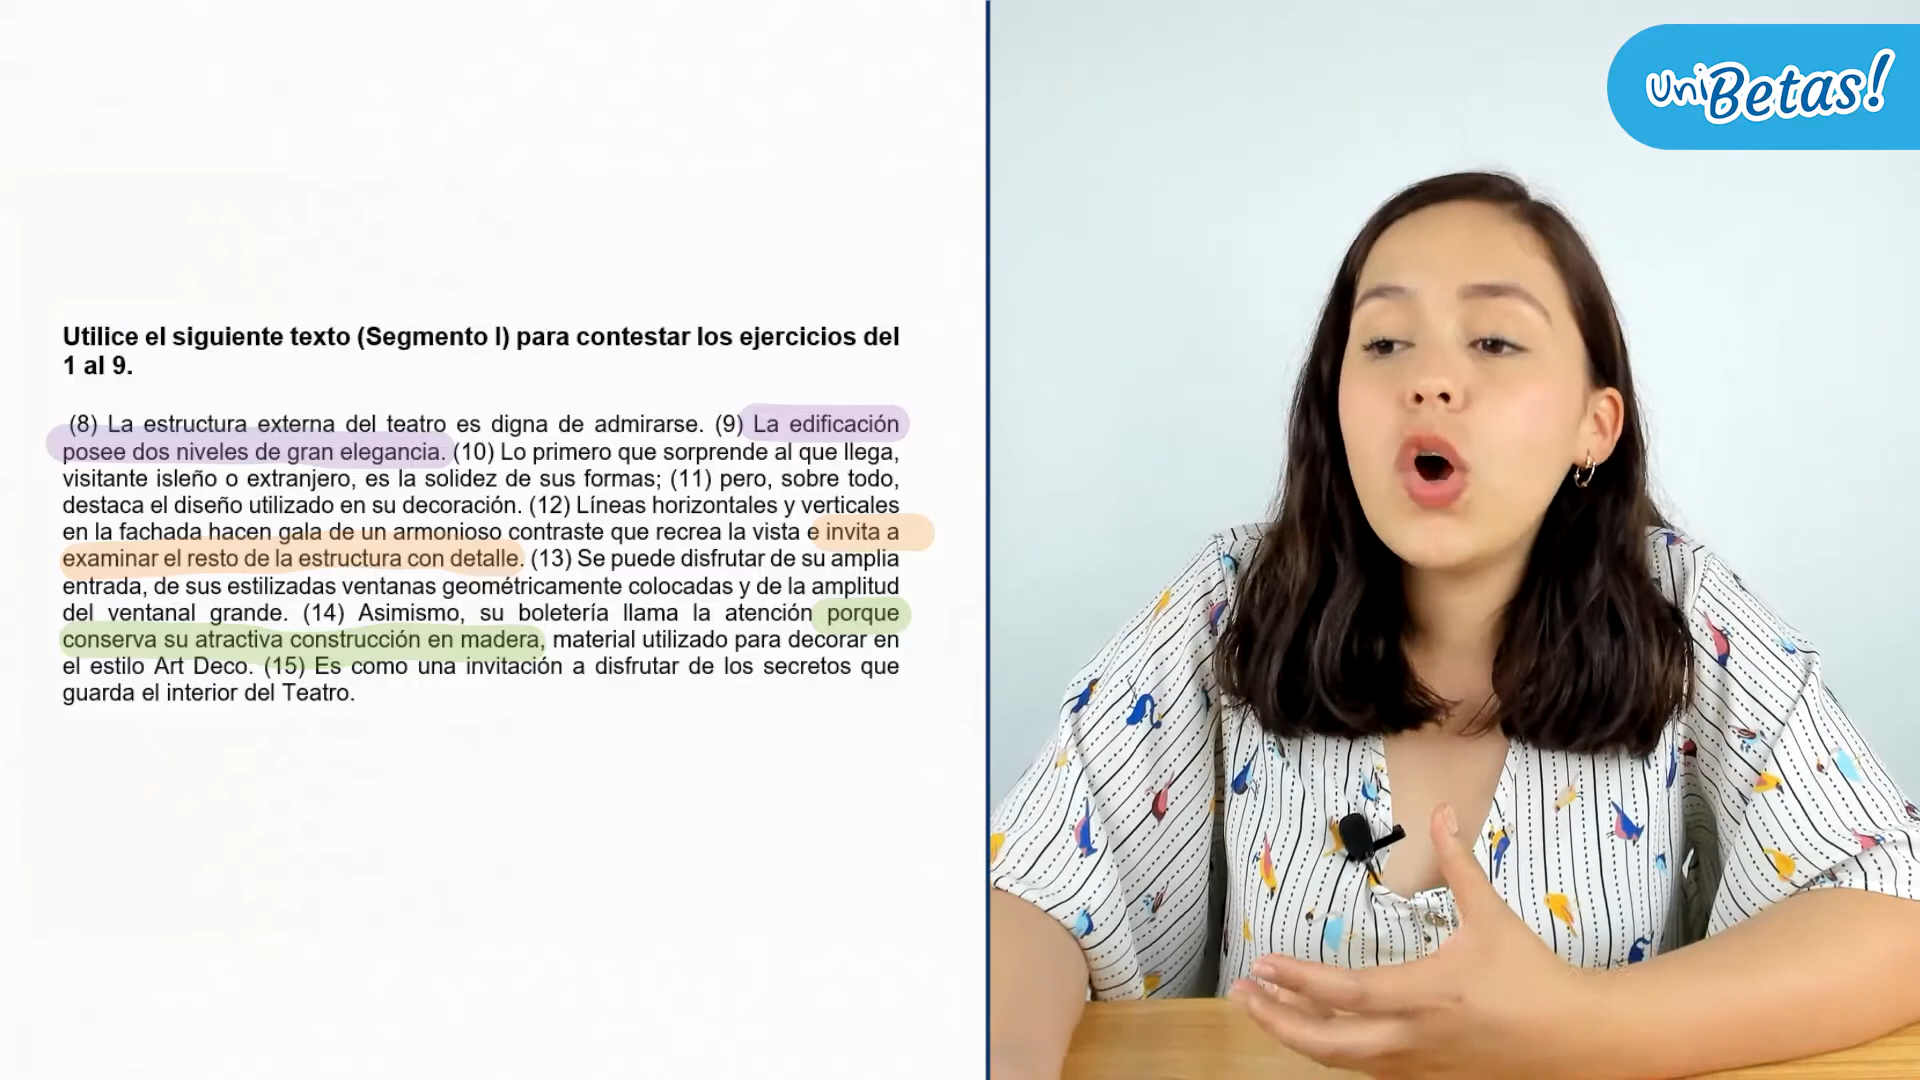 uniBetas!
Utilice el siguiente texto (Segmento I) para contestar los ejercicios del
1 al 9.
(8) La estructura externa del teatro es digna de admirarse. (9) La edificación
posee dos niveles de gran elegancia. (10) Lo primero que sorprende al que llega,
visitante isleño o extranjero, es la solidez de sus formas; (11) pero, sobre todo,
destaca el diseño utilizado en su decoración. (12) Líneas horizontales y verticales
en la fachada hacen gala de un armonioso contraste que recrea la vista e invita a
examinar el resto de la estructura con detalle. (13) Se puede disfrutar de su amplia
entrada, de sus estilizadas ventanas geométricamente colocadas y de la amplitud
del ventanal grande. (14) Asimismo, su boletería llama la atención porque
conserva su atractiva construcción en madera, material utilizado para decorar en
el estilo Art Deco. (15) Es como una invitación a disfrutar de los secretos que
guarda el interior del Teatro.